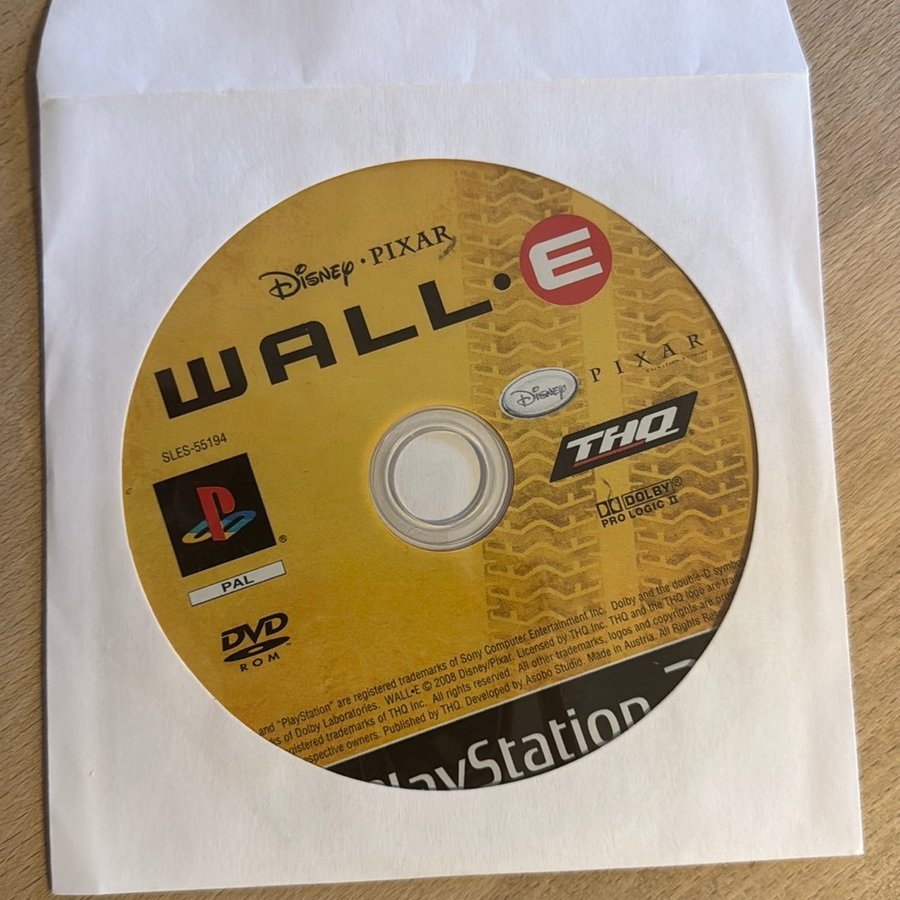 Disney · PIXAR
WALL·E
Disney PIXAR
THQ
SLES-55194
PAL
DVD
ROM
DOLBY®
PRO LOGIC II
and "PlayStation" are registered trademarks of Sony Computer Entertainment Inc. Dolby and the double-D
of Dolby Laboratories. WALL•E © 2008 Disney/Pixar. Licensed by THQ Inc. THQ and the THQ logo are
trademarks of THQ Inc. All rights reserved. All other trademarks, logos and copyrights are
owners. Published by THQ. Developed by Asobo Studio. Made in Austria. All Rights
PlayStation